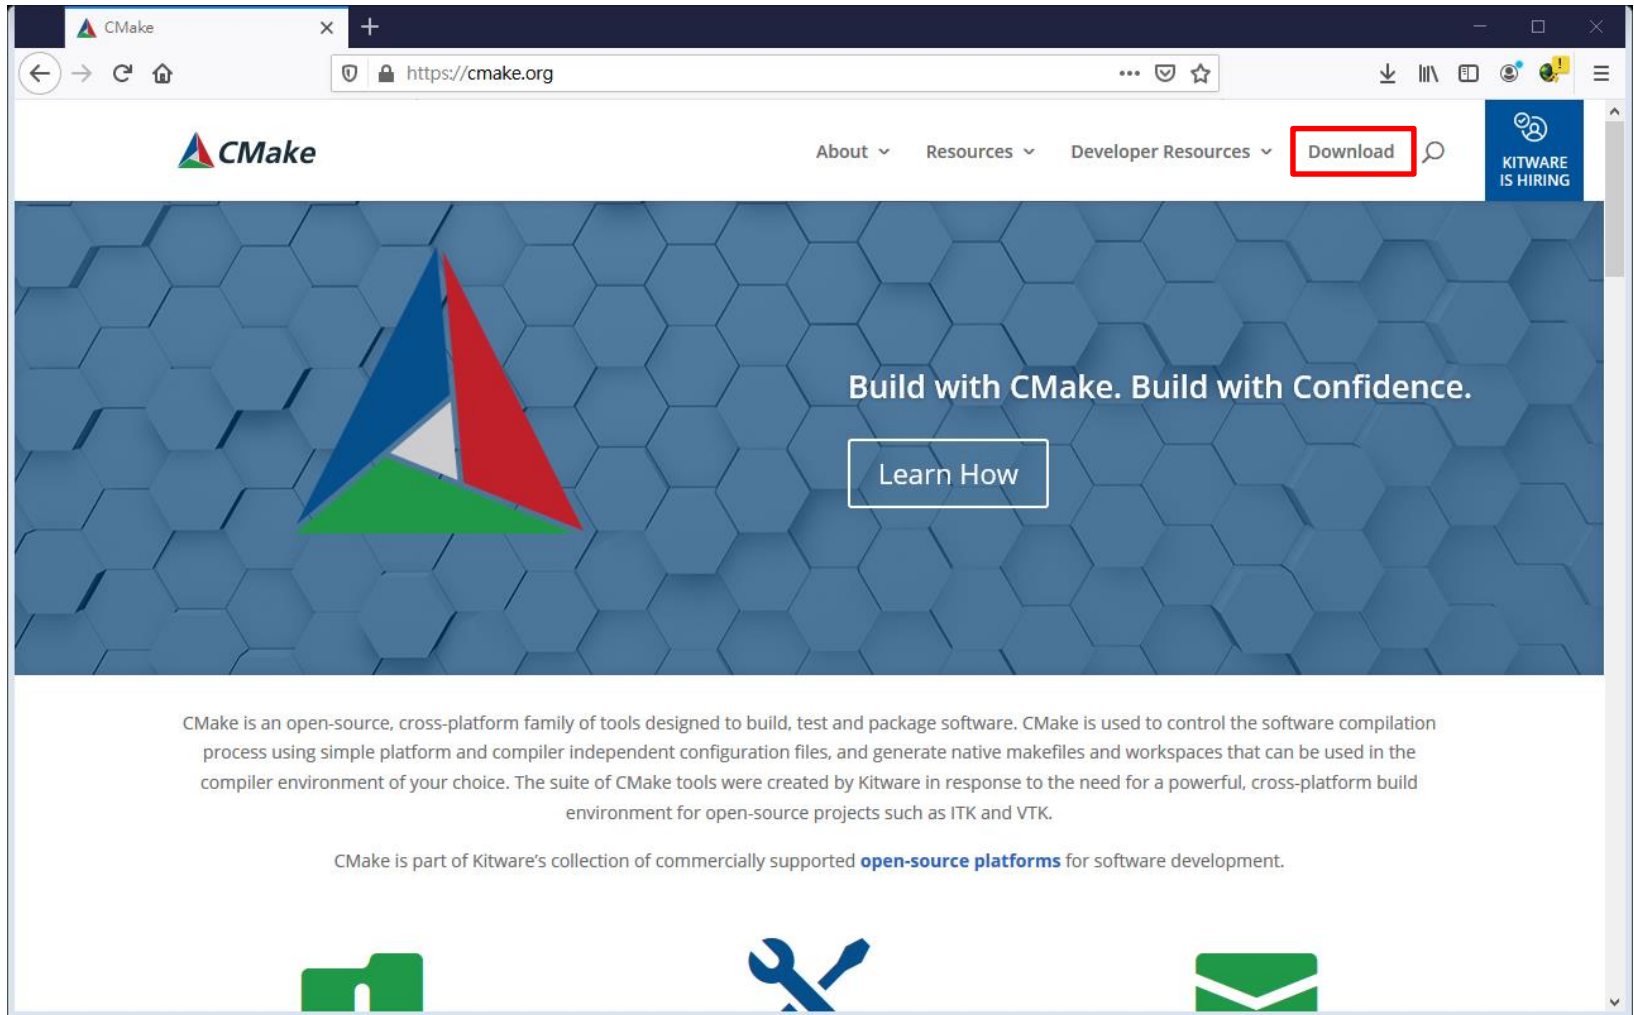 CMake
https://cmake.org
CMake
About
Resources
Developer Resources
Download
KITWARE
IS HIRING
Build with CMake. Build with Confidence.
Learn How
CMake is an open-source, cross-platform family of tools designed to build, test and package software. CMake is used to control the software compilation
process using simple platform and compiler independent configuration files, and generate native makefiles and workspaces that can be used in the
compiler environment of your choice. The suite of CMake tools were created by Kitware in response to the need for a powerful, cross-platform build
environment for open-source projects such as ITK and VTK.
CMake is part of Kitware's collection of commercially supported open-source platforms for software development.